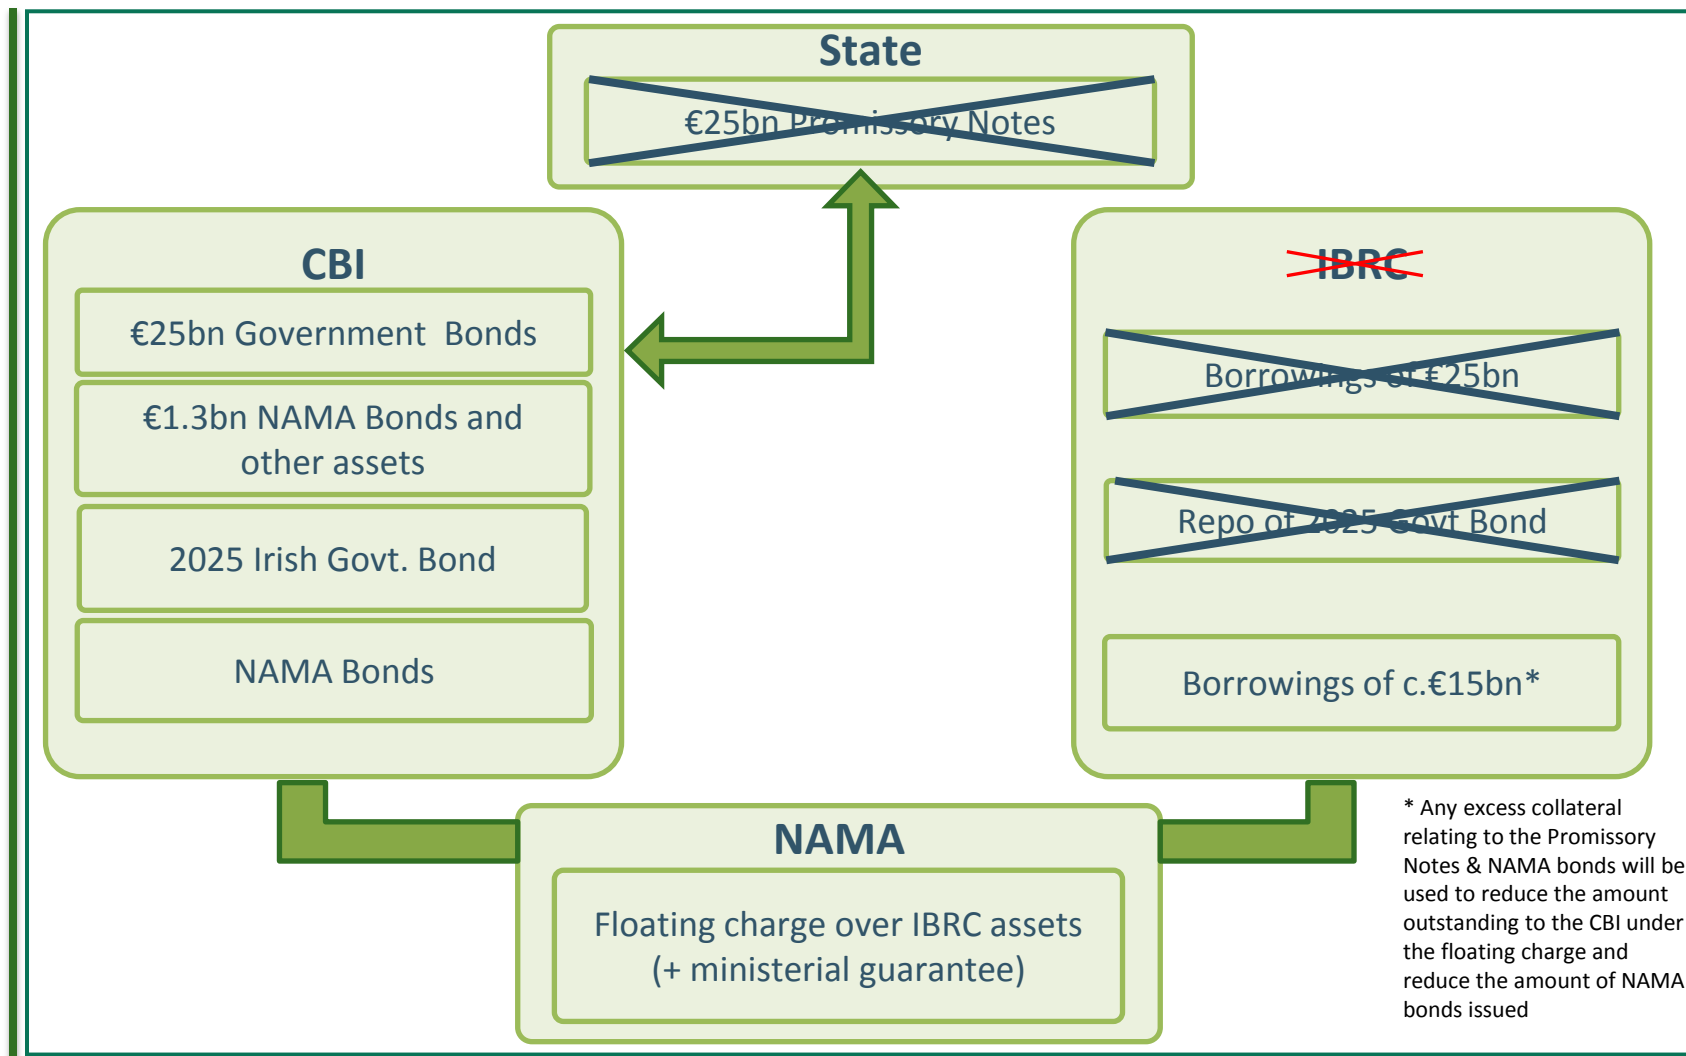 State
€25bn Promissory Notes
CBI
€25bn Government Bonds
€1.3bn NAMA Bonds and
other assets
2025 Irish Govt. Bond
NAMA Bonds
IBRC
Borrowings of €25bn
Repo of 2025 Govt Bond
Borrowings of c.€15bn*
NAMA
Floating charge over IBRC assets
(+ ministerial guarantee)
* Any excess collateral
relating to the Promissory
Notes & NAMA bonds will be
used to reduce the amount
outstanding to the CBI under
the floating charge and
reduce the amount of NAMA
bonds issued